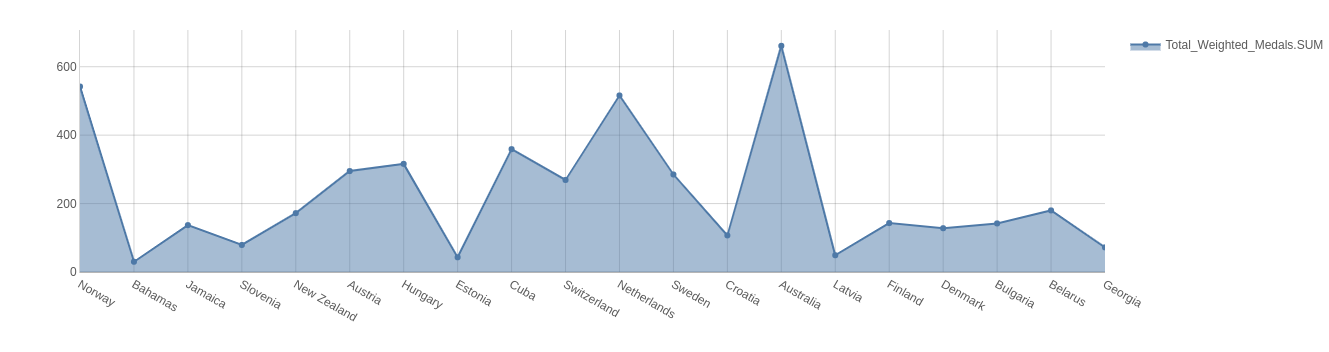 Total_Weighted_Medals.SUM
600
400
200
0
Norway
Bahamas
Jamaica
Slovenia
New Zealand
Austria
Hungary
Estonia
Cuba
Switzerland
Netherlands
Sweden
Croatia
Australia
Latvia
Finland
Denmark
Bulgaria
Belarus
Georgia